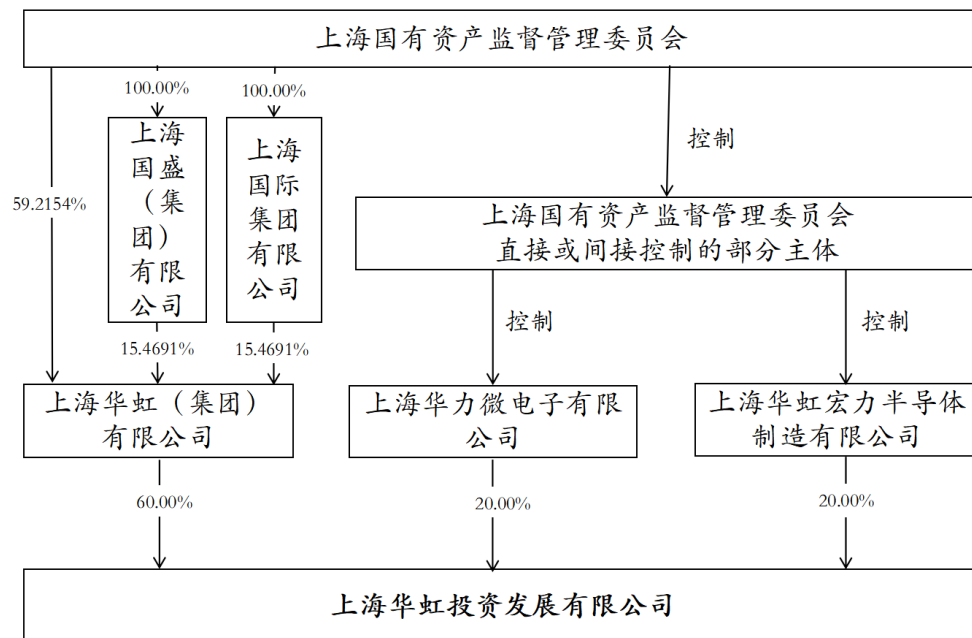 上海国有资产监督管理委员会
100.00%
100.00%
控制
59.2154%
上海
国盛
（集
团）
有限
公司
上海
国际
集团
有限
公司
上海国有资产监督管理委员会
直接或间接控制的部分主体
15.4691%
15.4691%
控制
控制
上海华虹（集团）
有限公司
上海华力微电子有限
公司
上海华虹宏力半导体
制造有限公司
60.00%
20.00%
20.00%
上海华虹投资发展有限公司